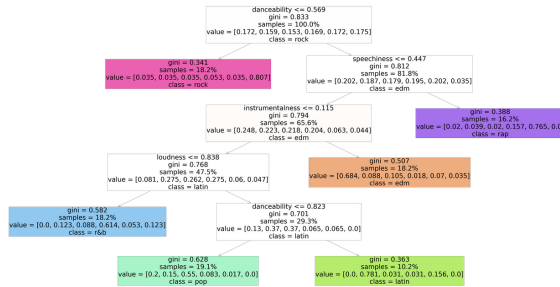 danceability <= 0.569
gini = 0.833
samples = 100.0%
value = [0.172, 0.159, 0.153, 0.169, 0.172, 0.175]
class = rock
gini = 0.341
samples = 18.2%
value = [0.035, 0.035, 0.035, 0.053, 0.035, 0.807]
class = rock
speechiness <= 0.447
gini = 0.812
samples = 81.8%
value = [0.202, 0.187, 0.179, 0.195, 0.202, 0.035]
class = edm
instrumentalness <= 0.115
gini = 0.794
samples = 65.6%
value = [0.248, 0.223, 0.218, 0.204, 0.063, 0.044]
class = edm
gini = 0.388
samples = 16.2%
value = [0.02, 0.039, 0.02, 0.157, 0.765, 0.0]
class = rap
loudness <= 0.838
gini = 0.768
samples = 47.5%
value = [0.081, 0.275, 0.262, 0.275, 0.06, 0.047]
class = latin
gini = 0.507
samples = 18.2%
value = [0.684, 0.088, 0.105, 0.018, 0.07, 0.035]
class = edm
gini = 0.582
samples = 18.2%
value = [0.0, 0.123, 0.088, 0.614, 0.053, 0.123]
class = r&b
danceability <= 0.823
gini = 0.701
samples = 29.3%
value = [0.13, 0.37, 0.37, 0.065, 0.065, 0.0]
class = latin
gini = 0.628
samples = 19.1%
value = [0.2, 0.15, 0.55, 0.083, 0.017, 0.0]
class = pop
gini = 0.363
samples = 10.2%
value = [0.0, 0.781, 0.031, 0.031, 0.156, 0.0]
class = latin